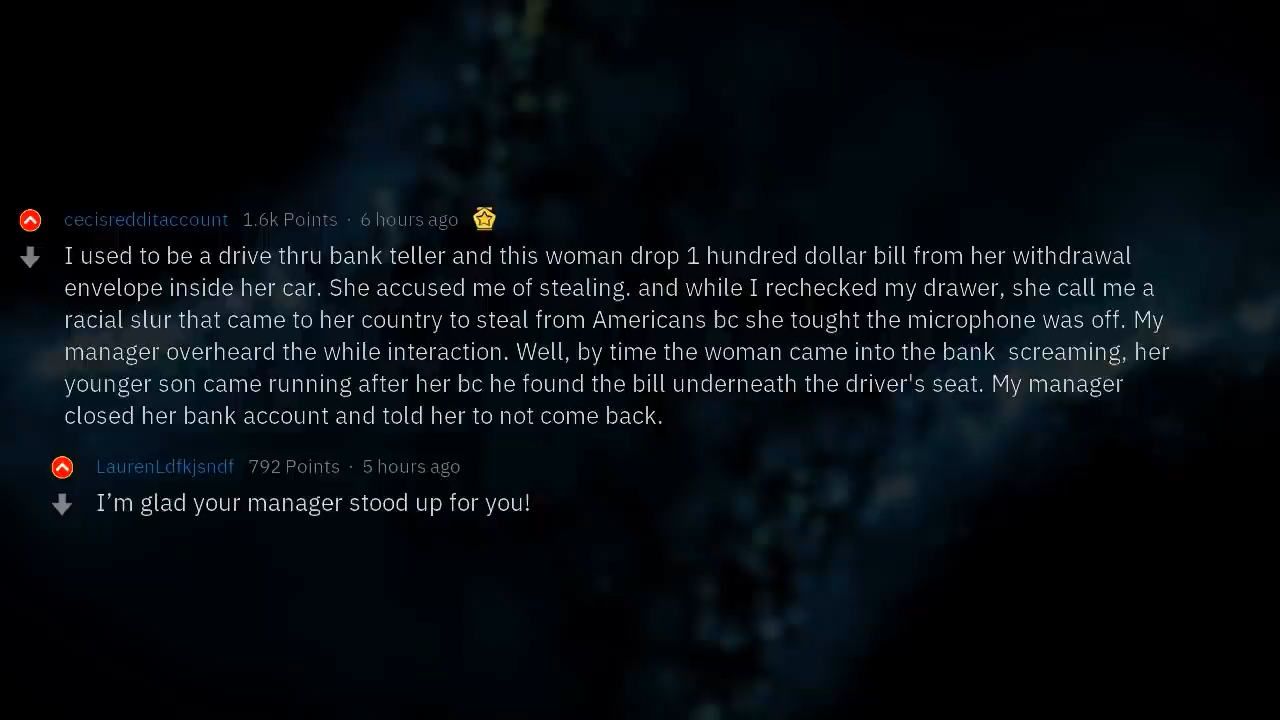 cecisredditaccount 1.6k Points · 6 hours ago
I used to be a drive thru bank teller and this woman drop 1 hundred dollar bill from her withdrawal
envelope inside her car. She accused me of stealing. and while I rechecked my drawer, she call me a
racial slur that came to her country to steal from Americans bc she tought the microphone was off. My
manager overheard the while interaction. Well, by time the woman came into the bank  screaming, her
younger son came running after her bc he found the bill underneath the driver's seat. My manager
closed her bank account and told her to not come back.
LaurenLdfkjsndf 792 Points · 5 hours ago
I’m glad your manager stood up for you!